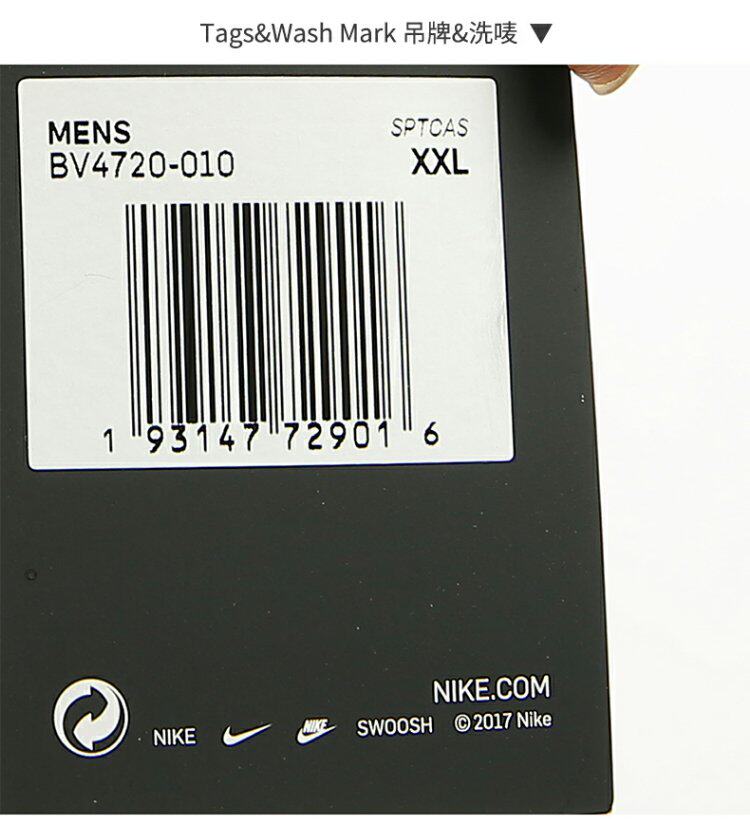 Tags&Wash Mark 吊牌&洗唛 ▼
MENS
SPTCAS
BV4720-010
XXL
1 93147 72901 6
NIKE.COM
NIKE
NIKE
SWOOSH
© 2017 Nike